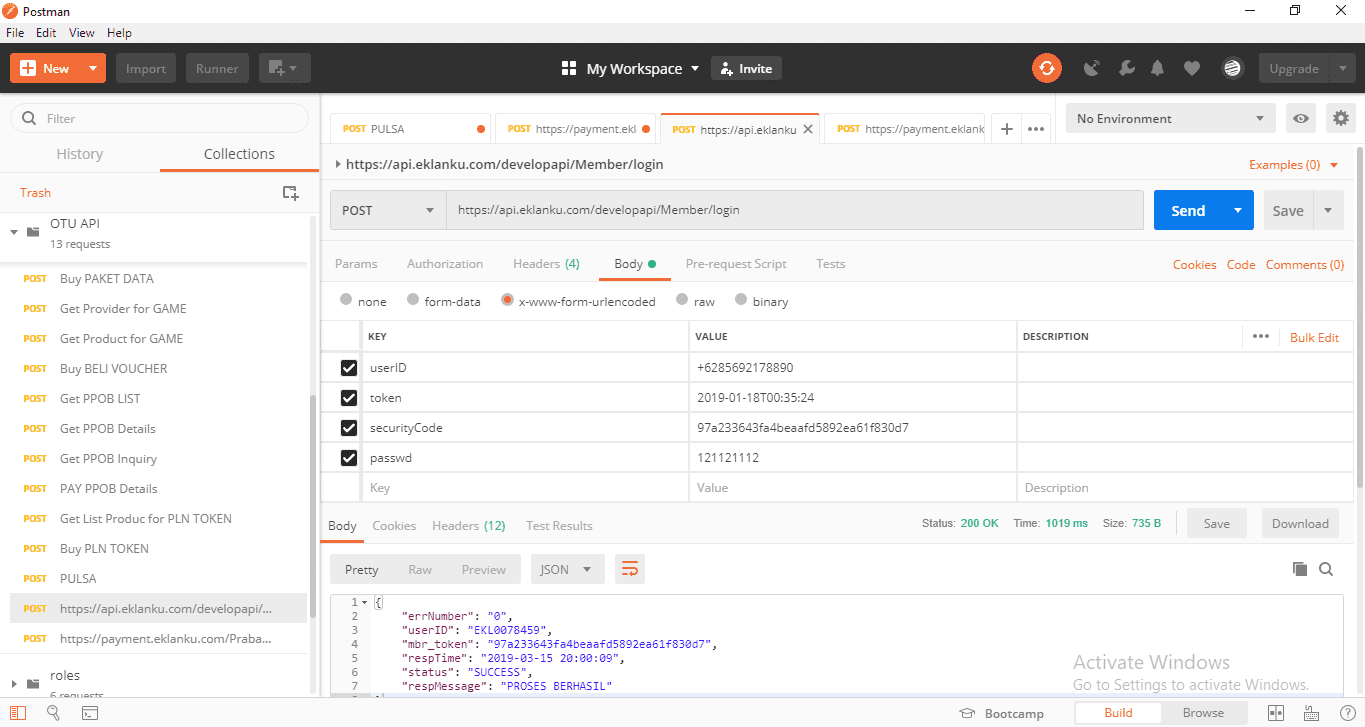 Postman
File Edit View Help
New Import Runner My Workspace Invite Upgrade
Filter
History Collections
Trash
OTU API
13 requests
POST Buy PAKET DATA
POST Get Provider for GAME
POST Get Product for GAME
POST Buy BELI VOUCHER
POST Get PPOB LIST
POST Get PPOB Details
POST Get PPOB Inquiry
POST PAY PPOB Details
POST Get List Produc for PLN TOKEN
POST Buy PLN TOKEN
POST PULSA
POST https://api.eklanku.com/developapi/...
POST https://payment.eklanku.com/Praba...
roles
6 requests
POST PULSA POST https://payment.ekl POST https://api.eklanku POST https://payment.eklank
No Environment
https://api.eklanku.com/developapi/Member/login
Examples (0)
POST https://api.eklanku.com/developapi/Member/login Send Save
Params Authorization Headers (4) Body Pre-request Script Tests Cookies Code Comments (0)
none form-data x-www-form-urlencoded raw binary
KEY VALUE DESCRIPTION Bulk Edit
userID +6285692178890
token 2019-01-18T00:35:24
securityCode 97a233643fa4beaafd5892ea61f830d7
passwd 121121112
Key Value Description
Body Cookies Headers (12) Test Results Status: 200 OK Time: 1019 ms Size: 735 B Save Download
Pretty Raw Preview JSON
1 {
2 "errNumber": "0",
3 "userID": "EKL0078459",
4 "mbr_token": "97a233643fa4beaafd5892ea61f830d7",
5 "respTime": "2019-03-15 20:00:09",
6 "status": "SUCCESS",
7 "respMessage": "PROSES BERHASIL"
Activate Windows
Go to Settings to activate Windows.
Bootcamp Build Browse